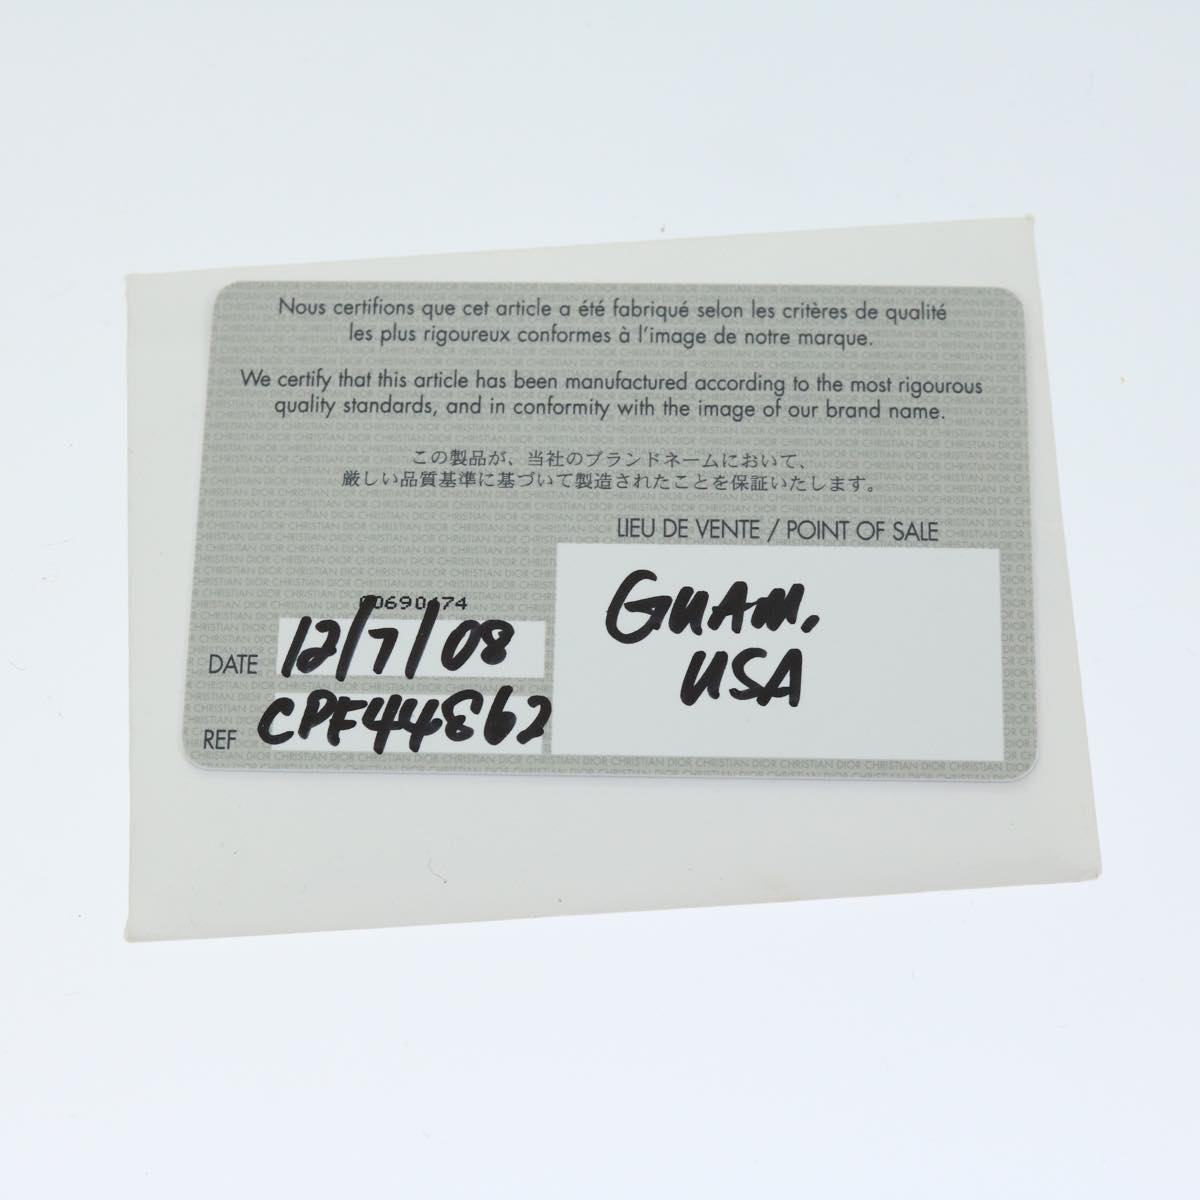 Nous certifions que cet article a été fabriqué selon les critères de qualité
les plus rigoureux conformes à l'image de notre marque.
We certify that this article has been manufactured according to the most rigourous
quality standards, and in conformity with the image of our brand name.
この製品が、当社のブランドネームにおいて、
厳しい品質基準に基づいて製造されたことを保証いたします。
LIEU DE VENTE / POINT OF SALE
GUAM,
USA
DATE 12/7/08
REF CPF44E62